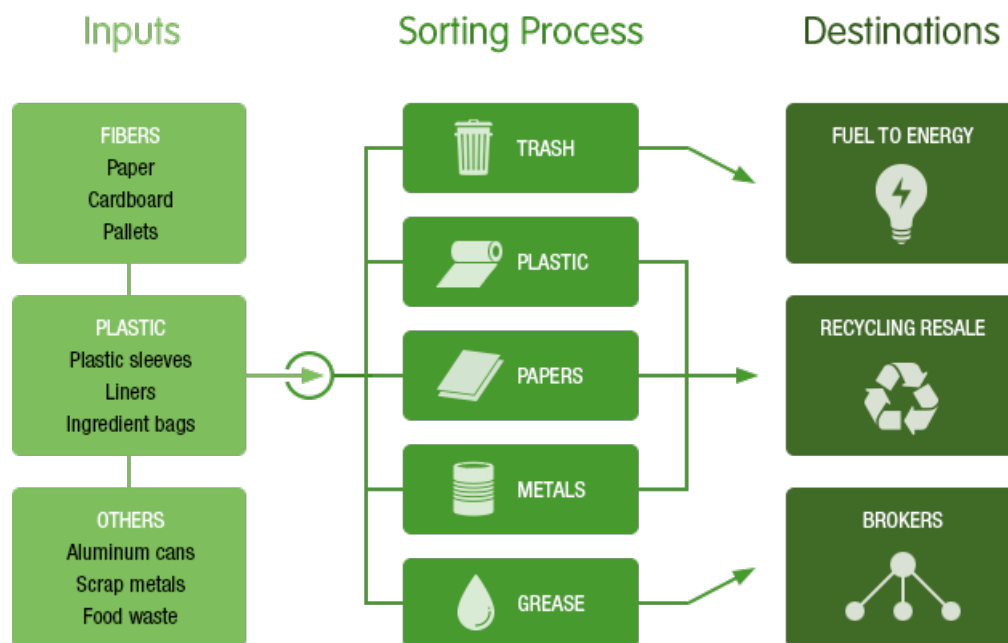 Inputs
Sorting Process
Destinations
FIBERS
Paper
Cardboard
Pallets
PLASTIC
Plastic sleeves
Liners
Ingredient bags
OTHERS
Aluminum cans
Scrap metals
Food waste
TRASH
PLASTIC
PAPERS
METALS
GREASE
FUEL TO ENERGY
RECYCLING RESALE
BROKERS